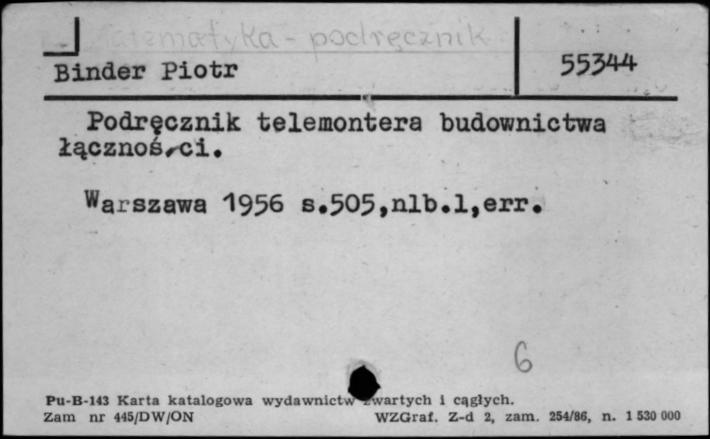 Matematyka - podręcznik
Binder Piotr
55344
Podręcznik telemontera budownictwa
łącznoś,ci.
Warszawa 1956 s.505,nlb.1,err.
6
Pu-B-143 Karta katalogowa wydawnictw zwartych i ciągłych.
Zam nr 445/DW/ON
WZGraf. Z-d 2, zam. 254/86, n. 1 530 000